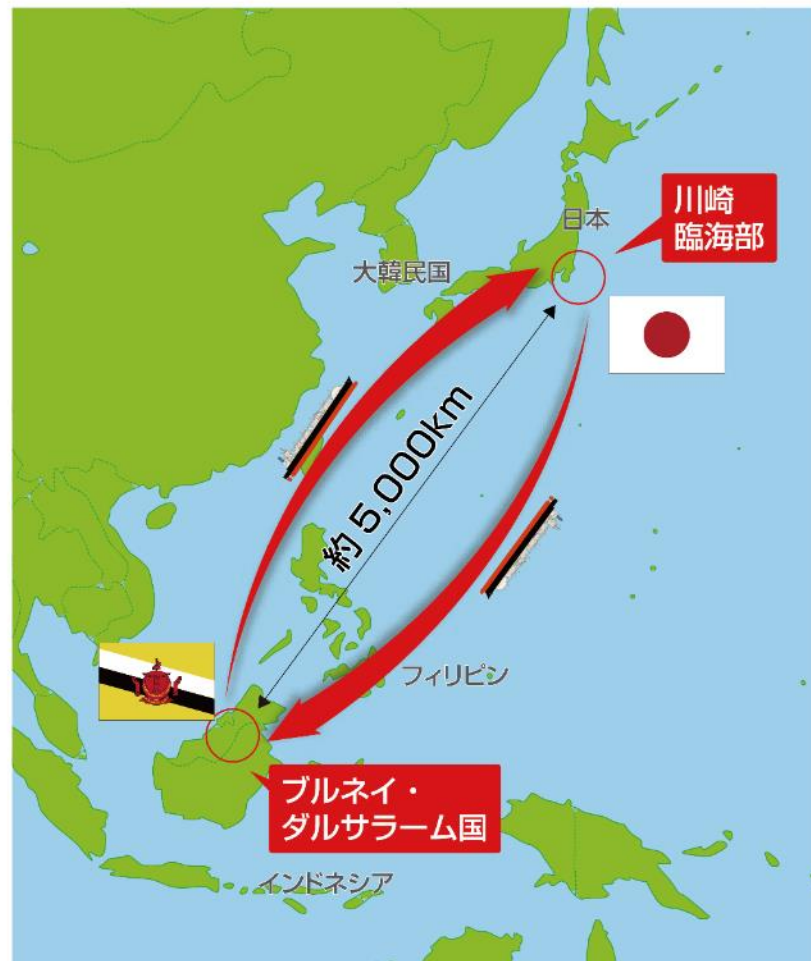 川崎
臨海部
日本
大韓民国
約5,000km
フィリピン
ブルネイ・
ダルサラーム国
インドネシア